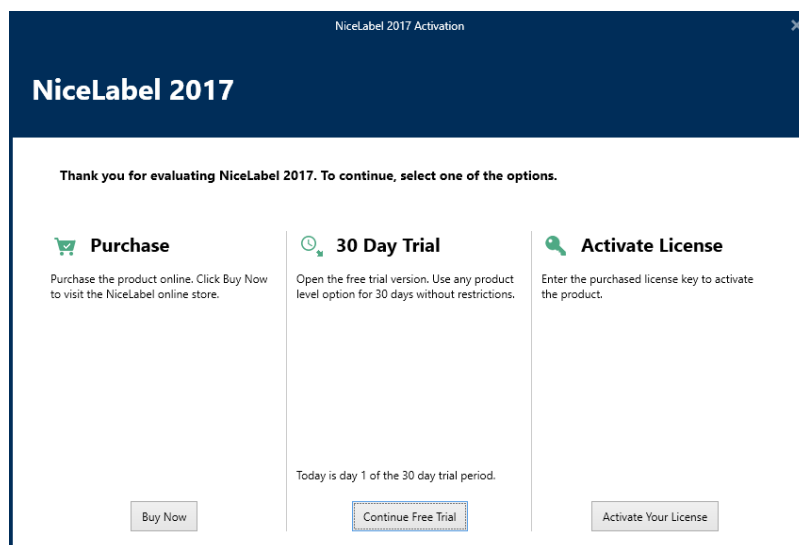 NiceLabel 2017 Activation
NiceLabel 2017
Thank you for evaluating NiceLabel 2017. To continue, select one of the options.
Purchase
Purchase the product online. Click Buy Now
to visit the NiceLabel online store.
Buy Now
30 Day Trial
Open the free trial version. Use any product
level option for 30 days without restrictions.
Today is day 1 of the 30 day trial period.
Continue Free Trial
Activate License
Enter the purchased license key to activate
the product.
Activate Your License